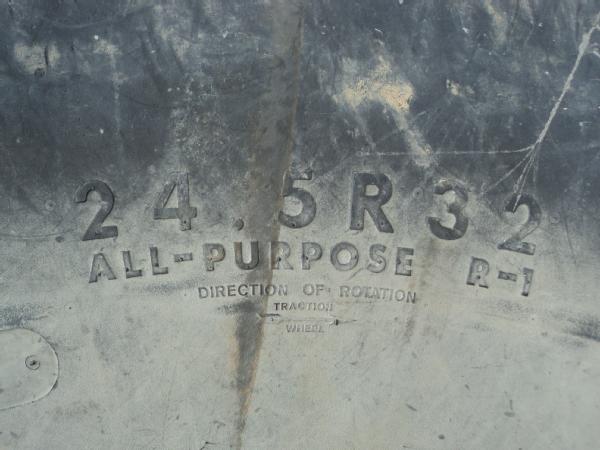 24.5R32
ALL-PURPOSE R-1
DIRECTION OF ROTATION
TRACTION
WHEEL